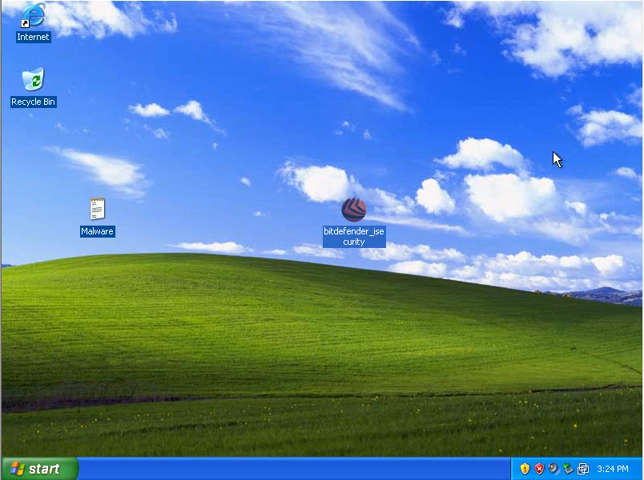 Internet
Recycle Bin
Malware
bitdefender_ise
curity
start
3:24 PM